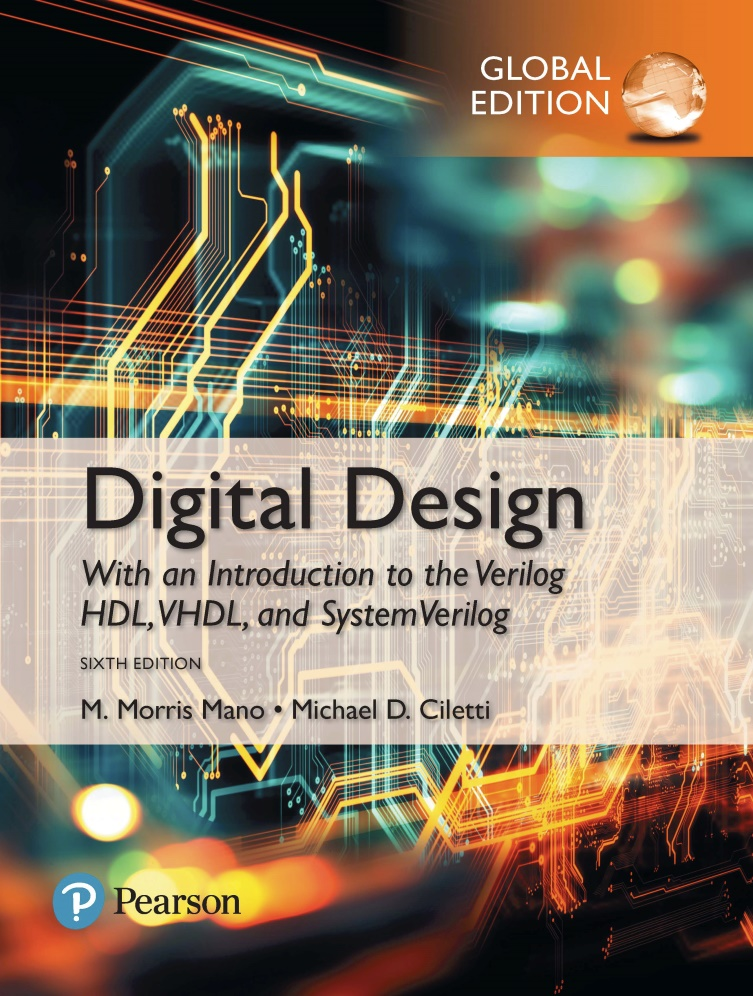 GLOBAL
EDITION
Digital Design
With an Introduction to the Verilog
HDL, VHDL, and SystemVerilog
SIXTH EDITION
M. Morris Mano • Michael D. Ciletti
P Pearson